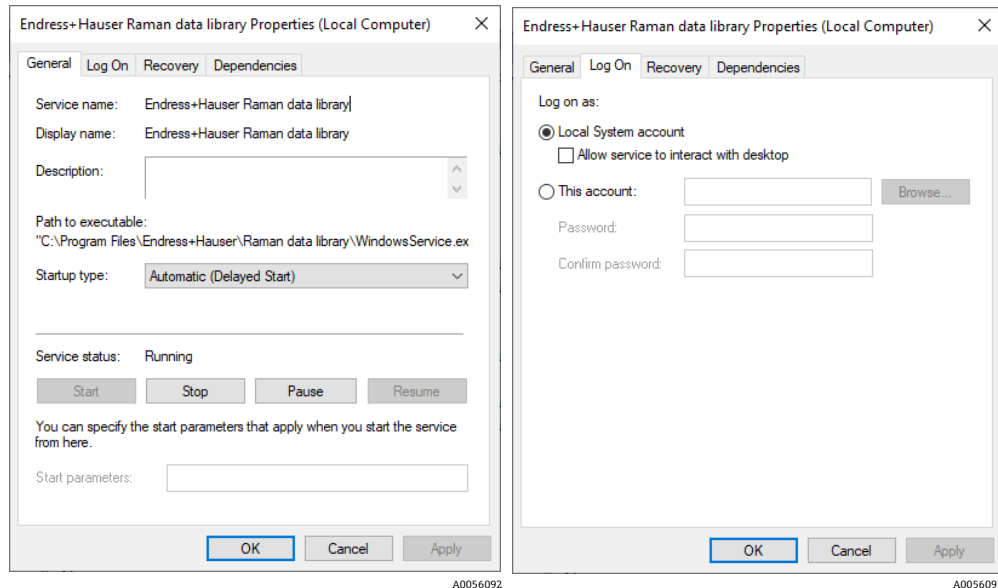 Endress+Hauser Raman data library Properties (Local Computer)
General Log On Recovery Dependencies
Service name: Endress+Hauser Raman data library
Display name: Endress+Hauser Raman data library
Description:
Path to executable:
"C:\Program Files\Endress+Hauser\Raman data library\WindowsService.ex
Startup type: Automatic (Delayed Start)
Service status: Running
Start Stop Pause Resume
You can specify the start parameters that apply when you start the service
from here.
Start parameters:
OK Cancel Apply
A0056092
Endress+Hauser Raman data library Properties (Local Computer)
General Log On Recovery Dependencies
Log on as:
Local System account
Allow service to interact with desktop
This account: Browse...
Password:
Confirm password:
OK Cancel Apply
A005609